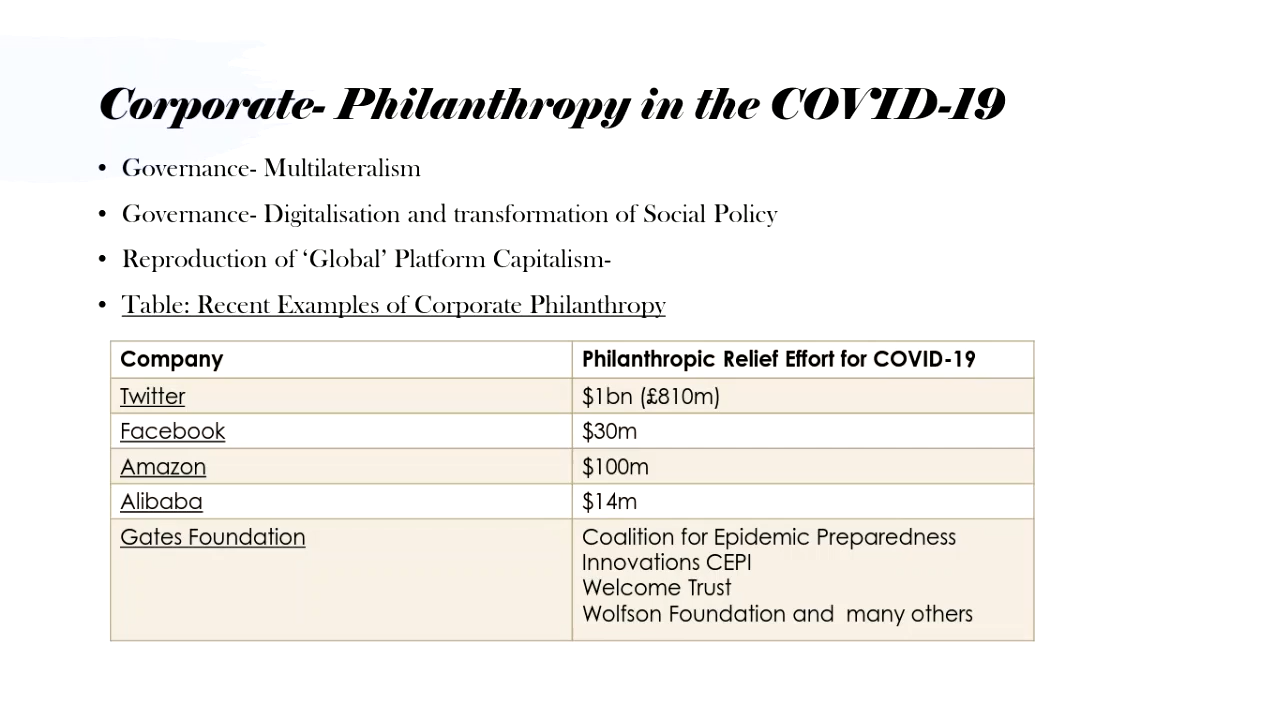 Corporate- Philanthropy in the COVID-19
• Governance- Multilateralism
• Governance- Digitalisation and transformation of Social Policy
• Reproduction of ‘Global’ Platform Capitalism-
• Table: Recent Examples of Corporate Philanthropy
Company Philanthropic Relief Effort for COVID-19
Twitter $1bn (£810m)
Facebook $30m
Amazon $100m
Alibaba $14m
Gates Foundation Coalition for Epidemic Preparedness
Innovations CEPI
Welcome Trust
Wolfson Foundation and many others